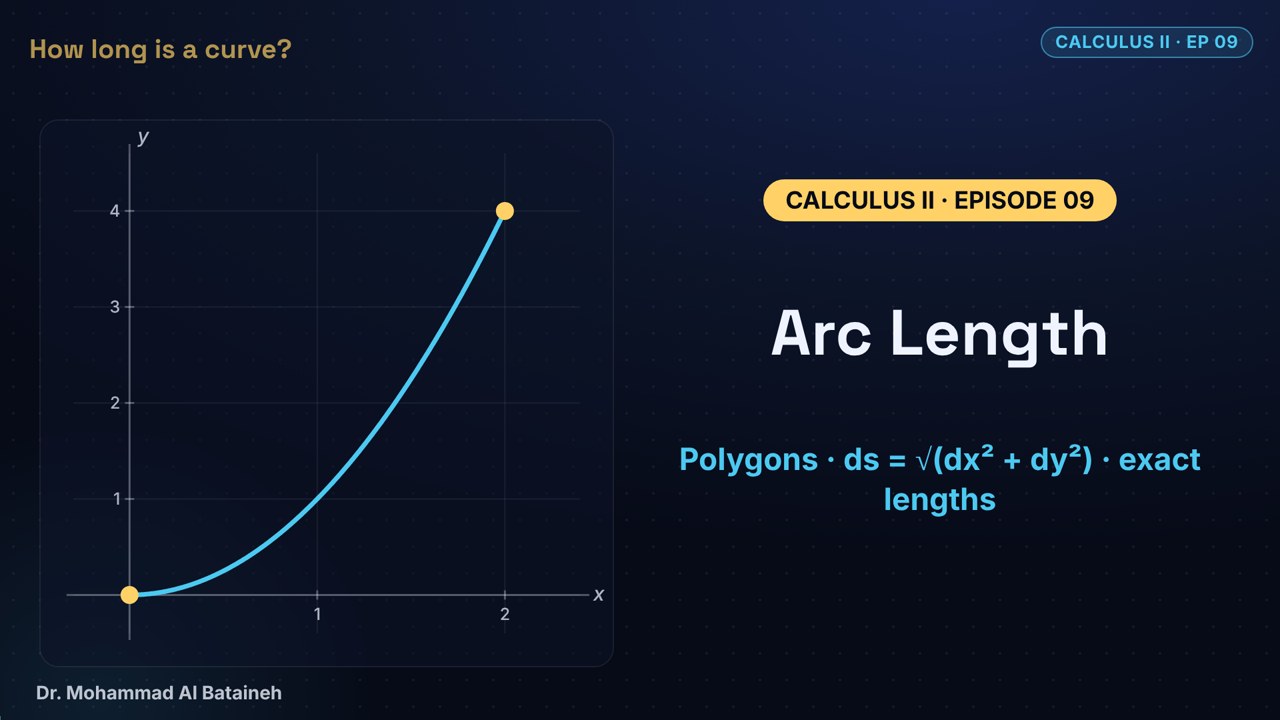 How long is a curve?
CALCULUS II · EP 09
y
4
3
2
1
1
2
x
CALCULUS II · EPISODE 09
Arc Length
Polygons · ds = √(dx² + dy²) · exact
lengths
Dr. Mohammad Al Bataineh